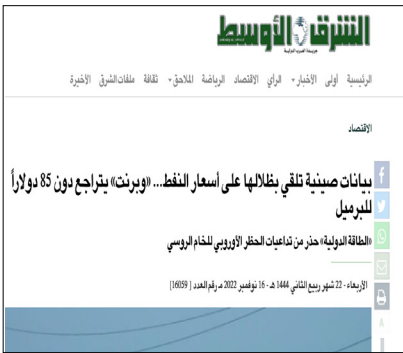 الشرق الأوسط
جريدة العرب الدولية
الرئيسية أولى الأخبار الرأي الاقتصاد الرياضة الملاحق ثقافة ملفات الشرق الأخيرة
الاقتصاد
بيانات صينية تلقي بظلالها على أسعار النفط... «وبرنت» يتراجع دون 85 دولاراً
للبرميل
«الطاقة الدولية» حذر من تداعيات الحظر الأوروبي للخام الروسي
الأربعاء - 22 شهر ربيع الثاني 1444 هـ - 16 نوفمبر 2022 مـ رقم العدد [ 16059]
A